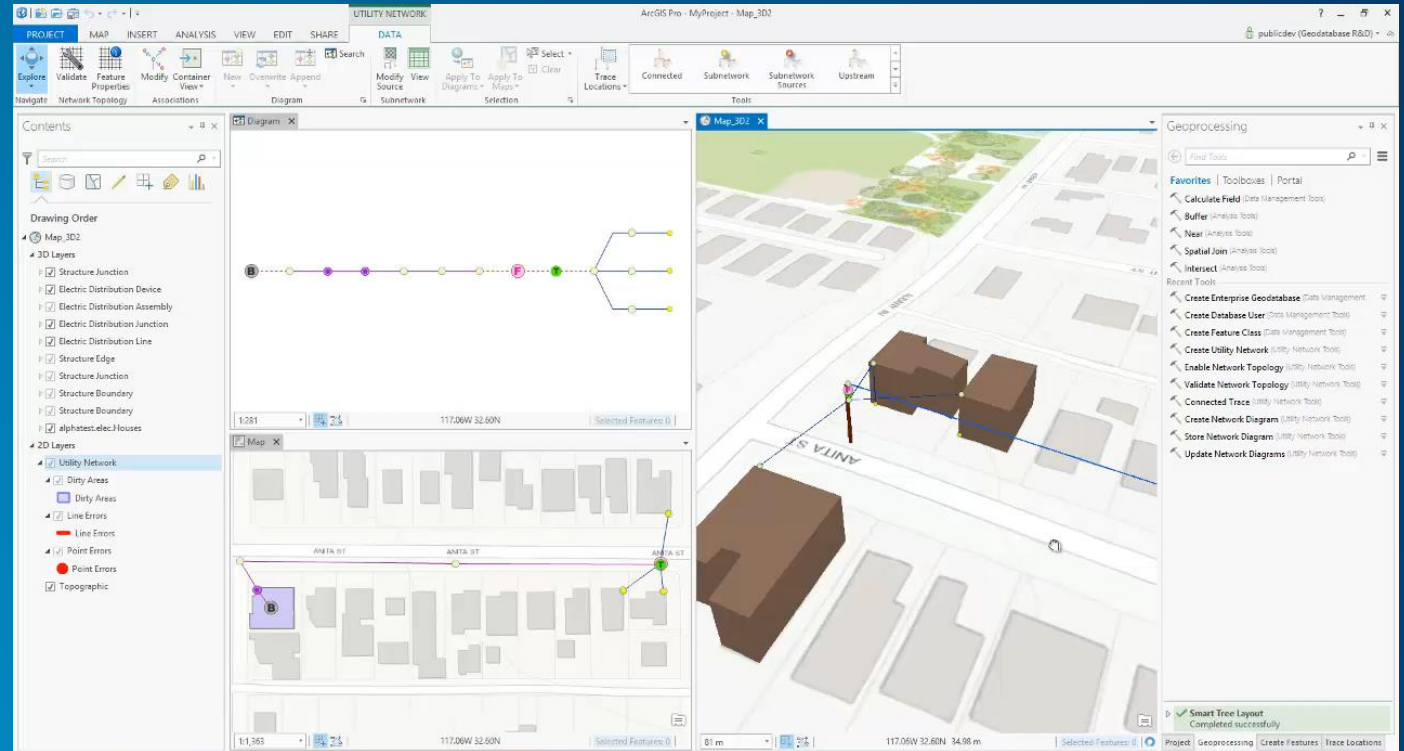 UTILITY NETWORK
ArcGIS Pro - MyProject - Map_3D2
PROJECT MAP INSERT ANALYSIS VIEW EDIT SHARE DATA
publicdev (Geodatabase R&D)
Explore
Navigate
Validate
Feature Properties
Network Topology
Modify
Container View
Associations
New
Overwrite
Append
Search
Diagram
Modify Source
View
Subnetwork
Apply To Diagrams
Apply To Maps
Select
Clear
Selection
Trace Locations
Connected
Subnetwork
Subnetwork Sources
Upstream
Tools
Contents
Search
Drawing Order
Map_3D2
3D Layers
Structure Junction
Electric Distribution Device
Electric Distribution Assembly
Electric Distribution Junction
Electric Distribution Line
Structure Edge
Structure Junction
Structure Boundary
Structure Boundary
alphatest.elec.Houses
2D Layers
Utility Network
Dirty Areas
Dirty Areas
Line Errors
Line Errors
Point Errors
Point Errors
Topographic
Diagram
B
F
T
1:281
117.06W 32.60N
Selected Features: 0
Map
ANITA ST
ANITA ST
ANITA ST
T
B
1:1,363
117.06W 32.60N
Selected Features: 0
Map_3D2
F
ANITA S
81 m
117.06W 32.60N 34.98 m
Selected Features: 0
Geoprocessing
Find Tools
Favorites | Toolboxes | Portal
Calculate Field (Data Management Tools)
Buffer (Analysis Tools)
Near (Analysis Tools)
Spatial Join (Analysis Tools)
Intersect (Analysis Tools)
Recent Tools
Create Enterprise Geodatabase (Data Management
Create Database User (Data Management Tools)
Create Feature Class (Data Management Tools)
Create Utility Network (Utility Network Tools)
Enable Network Topology (Utility Network Tools)
Validate Network Topology (Utility Network Tools)
Connected Trace (Utility Network Tools)
Create Network Diagram (Utility Network Tools)
Store Network Diagram (Utility Network Tools)
Update Network Diagrams (Utility Network Tools)
Smart Tree Layout
Completed successfully
Project Geoprocessing Create Features Trace Locations